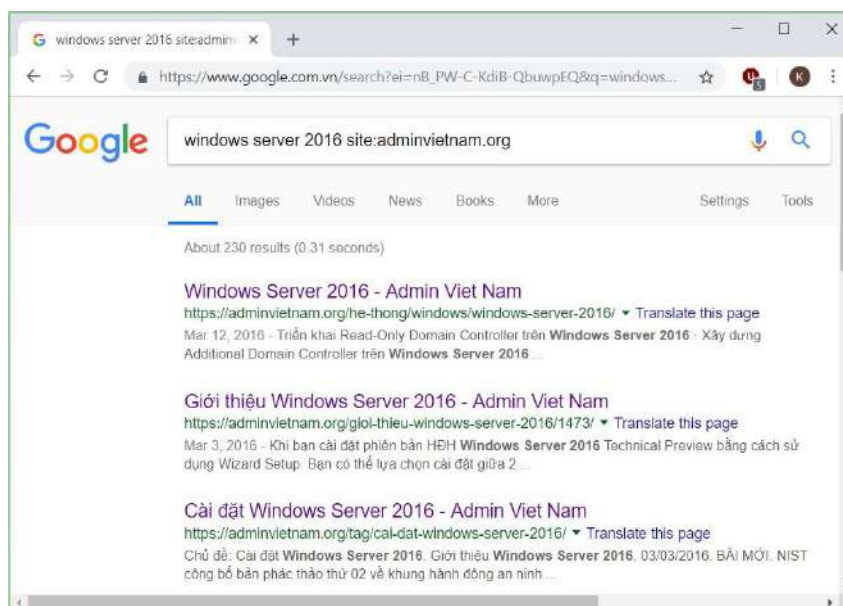 windows server 2016 site:admin
https://www.google.com.vn/search?ei=nB_PW-C-KdiB-QbuwpEQ&q=windows...
5
K
Google
windows server 2016 site:adminvietnam.org
All Images Videos News Books More Settings Tools
About 230 results (0.31 seconds)
Windows Server 2016 - Admin Viet Nam
https://adminvietnam.org/he-thong/windows/windows-server-2016/ ▾ Translate this page
Mar 12, 2016 - Triển khai Read-Only Domain Controller trên Windows Server 2016 · Xây dựng
Additional Domain Controller trên Windows Server 2016 ...
Giới thiệu Windows Server 2016 - Admin Viet Nam
https://adminvietnam.org/gioi-thieu-windows-server-2016/1473/ ▾ Translate this page
Mar 3, 2016 - Khi bạn cài đặt phiên bản HĐH Windows Server 2016 Technical Preview bằng cách sử
dụng Wizard Setup. Bạn có thể lựa chọn cài đặt giữa 2 ...
Cài đặt Windows Server 2016 - Admin Viet Nam
https://adminvietnam.org/tag/cai-dat-windows-server-2016/ ▾ Translate this page
Chủ đề: Cài đặt Windows Server 2016. Giới thiệu Windows Server 2016. 03/03/2016. BÀI MỚI. NIST
công bố bản phác thảo thứ 02 về khung hành động an ninh ...